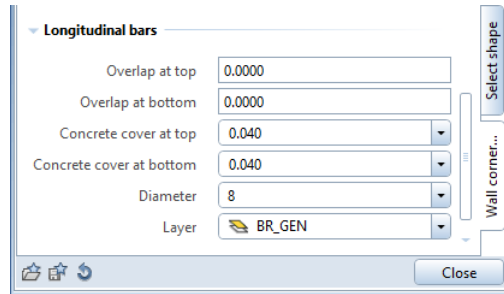 Longitudinal bars
Overlap at top 0.0000
Overlap at bottom 0.0000
Concrete cover at top 0.040
Concrete cover at bottom 0.040
Diameter 8
Layer BR_GEN
Close
Select shape
Wall corner...